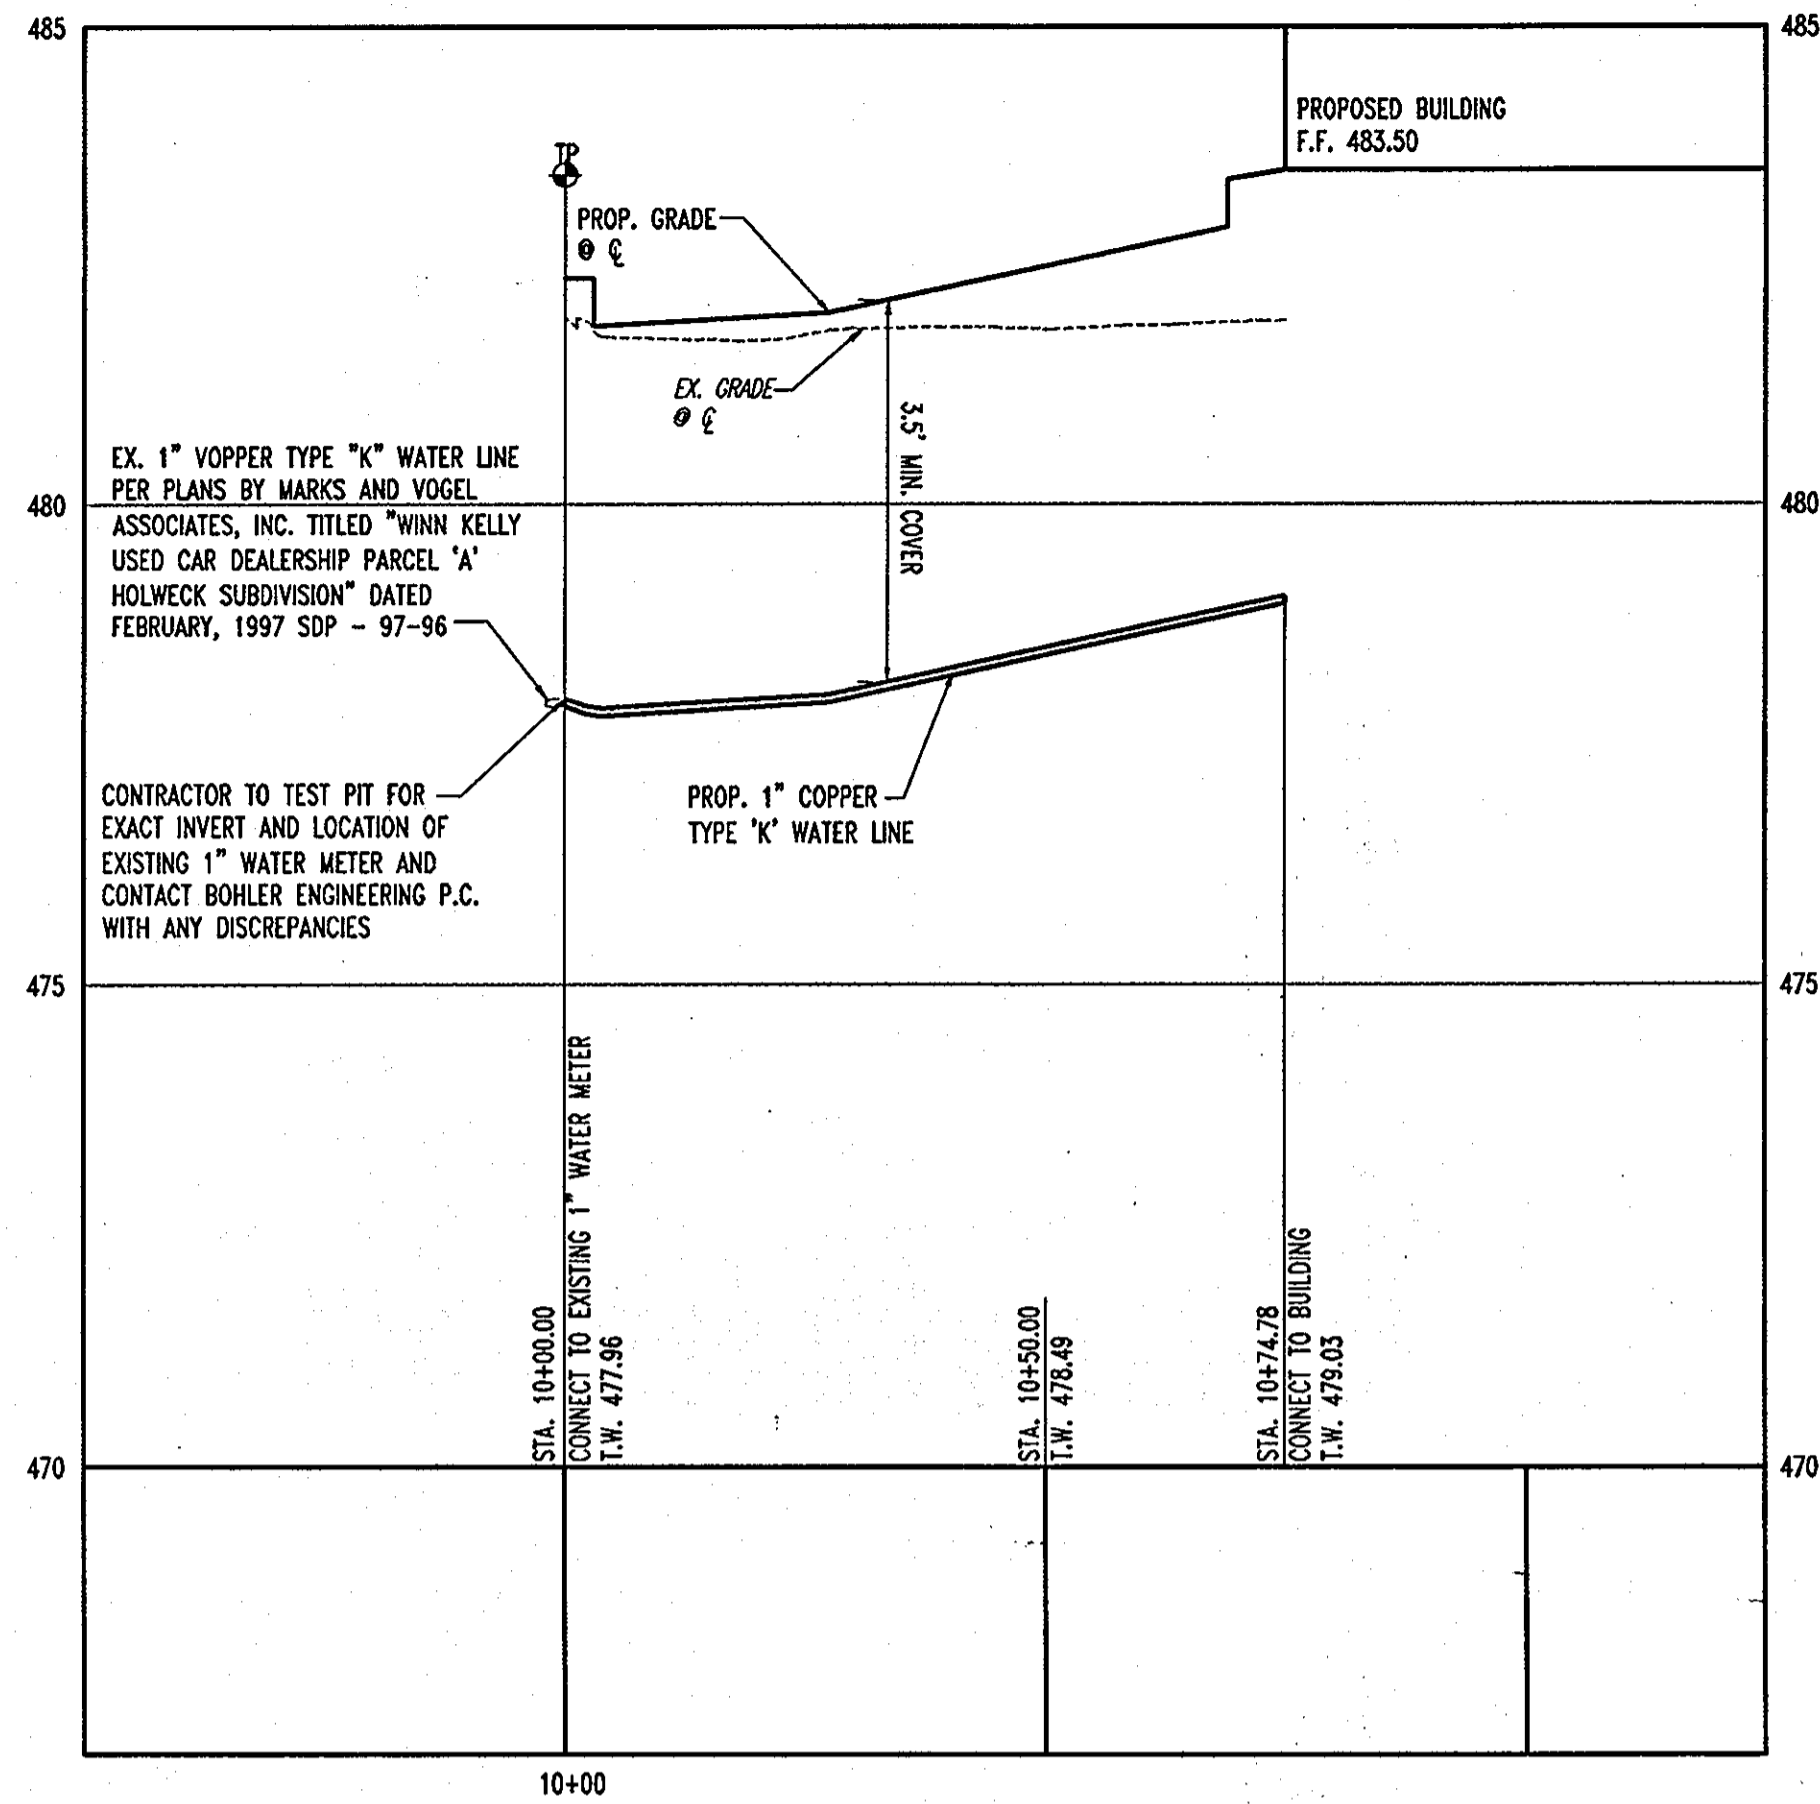 485
485
PROPOSED BUILDING
F.F. 483.50
TP
PROP. GRADE
@ ℄
EX. GRADE
@ ℄
3.5' MIN. COVER
EX. 1" VOPPER TYPE "K" WATER LINE
PER PLANS BY MARKS AND VOGEL
ASSOCIATES, INC. TITLED "WINN KELLY
USED CAR DEALERSHIP PARCEL 'A'
HOLWECK SUBDIVISION" DATED
FEBRUARY, 1997 SDP - 97-96
480
480
CONTRACTOR TO TEST PIT FOR
EXACT INVERT AND LOCATION OF
EXISTING 1" WATER METER AND
CONTACT BOHLER ENGINEERING P.C.
WITH ANY DISCREPANCIES
PROP. 1" COPPER
TYPE 'K' WATER LINE
475
475
STA. 10+00.00
CONNECT TO EXISTING 1" WATER METER
T.W. 477.96
STA. 10+50.00
T.W. 478.49
STA. 10+74.78
CONNECT TO BUILDING
T.W. 479.03
470
470
10+00